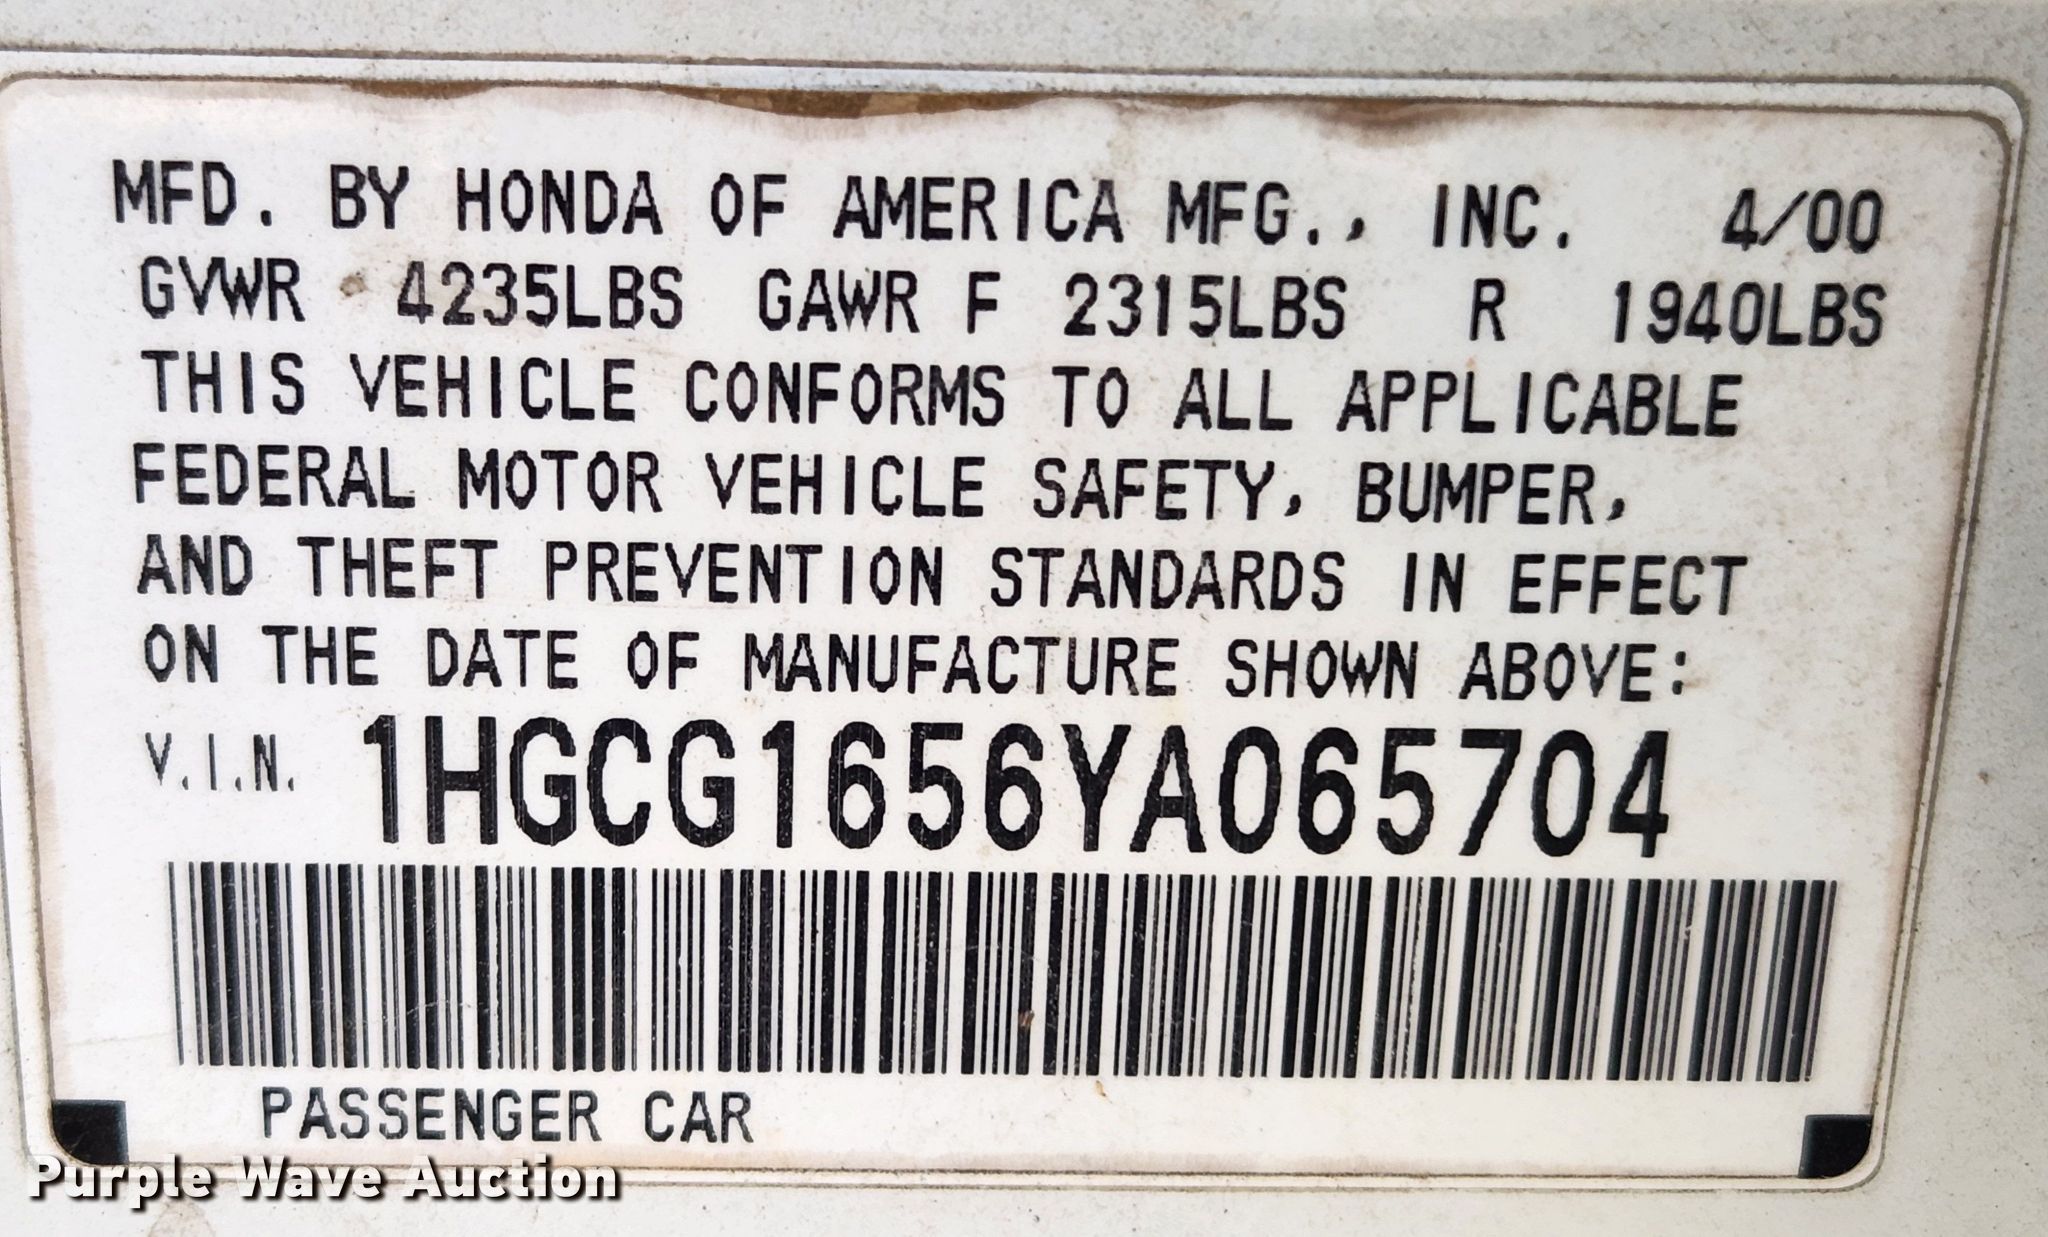 MFD. BY HONDA OF AMERICA MFG., INC. 4/00
GVWR 4235LBS GAWR F 2315LBS R 1940LBS
THIS VEHICLE CONFORMS TO ALL APPLICABLE
FEDERAL MOTOR VEHICLE SAFETY, BUMPER,
AND THEFT PREVENTION STANDARDS IN EFFECT
ON THE DATE OF MANUFACTURE SHOWN ABOVE:
V.I.N. 1HGCG1656YA065704
PASSENGER CAR
Purple Wave Auction